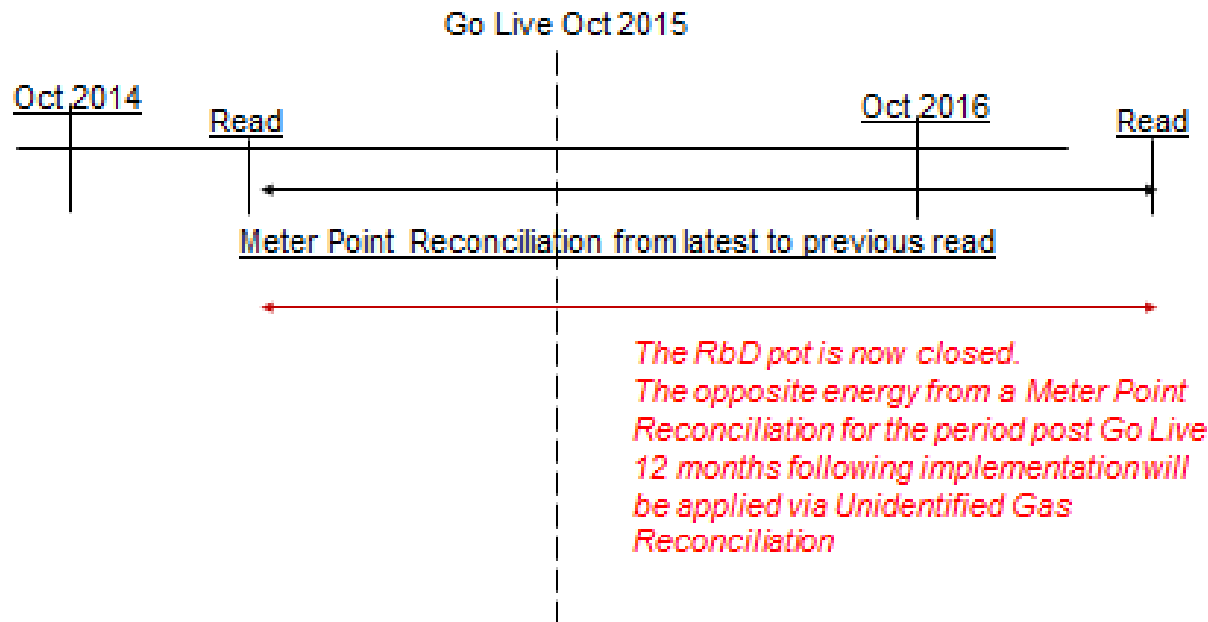 Go Live Oct 2015
Oct 2014
Read
Oct 2016
Read
Meter Point Reconciliation from latest to previous read
The RbD pot is now closed.
The opposite energy from a Meter Point
Reconciliation for the period post Go Live
12 months following implementation will
be applied via Unidentified Gas
Reconciliation